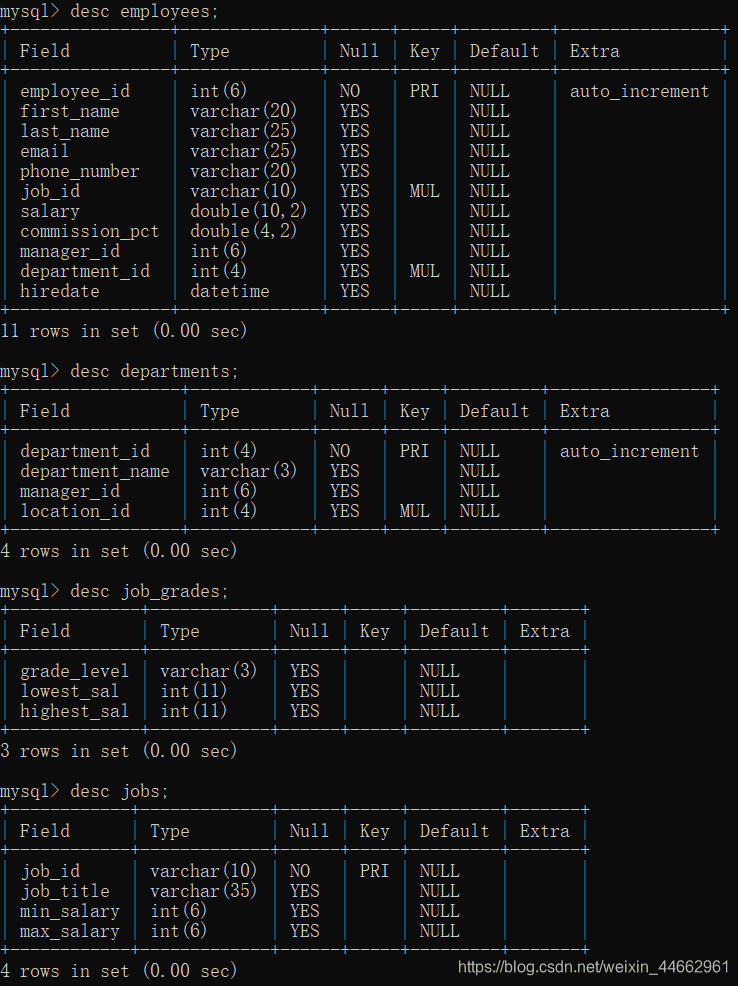 mysql> desc employees;
+-----------------+--------------+------+-----+---------+----------------+
| Field | Type | Null | Key | Default | Extra |
+-----------------+--------------+------+-----+---------+----------------+
| employee_id | int(6) | NO | PRI | NULL | auto_increment |
| first_name | varchar(20) | YES | | NULL | |
| last_name | varchar(25) | YES | | NULL | |
| email | varchar(25) | YES | | NULL | |
| phone_number | varchar(20) | YES | | NULL | |
| job_id | varchar(10) | YES | MUL | NULL | |
| salary | double(10,2) | YES | | NULL | |
| commission_pct | double(4,2) | YES | | NULL | |
| manager_id | int(6) | YES | | NULL | |
| department_id | int(4) | YES | MUL | NULL | |
| hiredate | datetime | YES | | NULL | |
+-----------------+--------------+------+-----+---------+----------------+
11 rows in set (0.00 sec)
mysql> desc departments;
+-----------------+------------+------+-----+---------+----------------+
| Field | Type | Null | Key | Default | Extra |
+-----------------+------------+------+-----+---------+----------------+
| department_id | int(4) | NO | PRI | NULL | auto_increment |
| department_name | varchar(3) | YES | | NULL | |
| manager_id | int(6) | YES | | NULL | |
| location_id | int(4) | YES | MUL | NULL | |
+-----------------+------------+------+-----+---------+----------------+
4 rows in set (0.00 sec)
mysql> desc job_grades;
+-------------+------------+------+-----+---------+-------+
| Field | Type | Null | Key | Default | Extra |
+-------------+------------+------+-----+---------+-------+
| grade_level | varchar(3) | YES | | NULL | |
| lowest_sal | int(11) | YES | | NULL | |
| highest_sal | int(11) | YES | | NULL | |
+-------------+------------+------+-----+---------+-------+
3 rows in set (0.00 sec)
mysql> desc jobs;
+------------+-------------+------+-----+---------+-------+
| Field | Type | Null | Key | Default | Extra |
+------------+-------------+------+-----+---------+-------+
| job_id | varchar(10) | NO | PRI | NULL | |
| job_title | varchar(35) | YES | | NULL | |
| min_salary | int(6) | YES | | NULL | |
| max_salary | int(6) | YES | | NULL | |
+------------+-------------+------+-----+---------+-------+
4 rows in set (0.00 sec)
https://blog.csdn.net/weixin_44662961